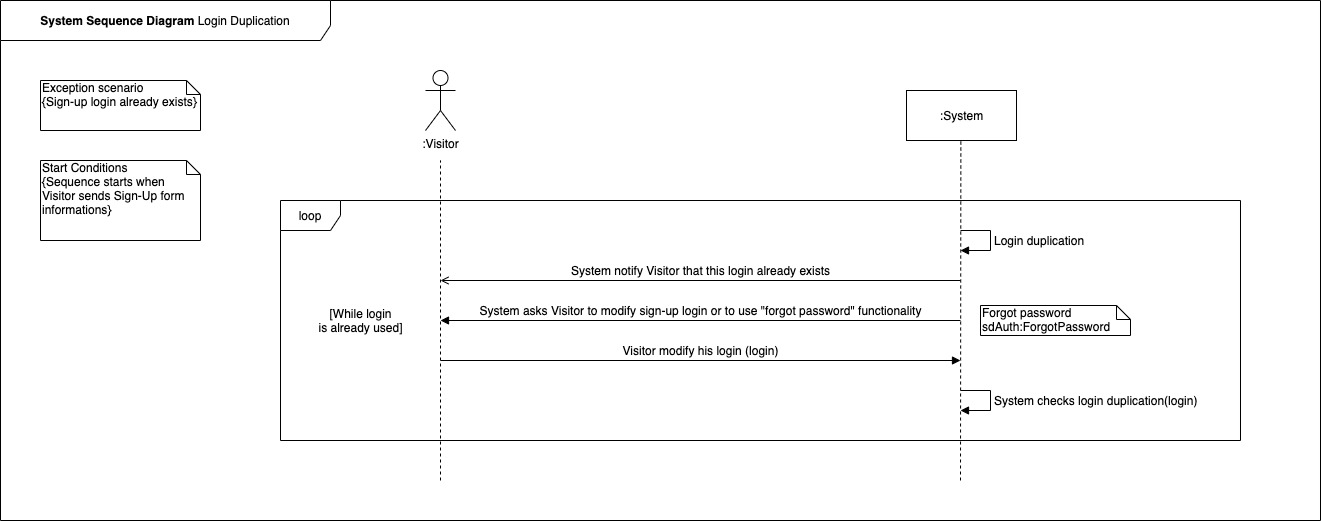 System Sequence Diagram Login Duplication
Exception scenario
{Sign-up login already exists}
Start Conditions
{Sequence starts when
Visitor sends Sign-Up form
informations}
:Visitor
:System
loop
Login duplication
System notify Visitor that this login already exists
[While login
is already used]
System asks Visitor to modify sign-up login or to use "forgot password" functionality
Forgot password
sdAuth:ForgotPassword
Visitor modify his login (login)
System checks login duplication(login)